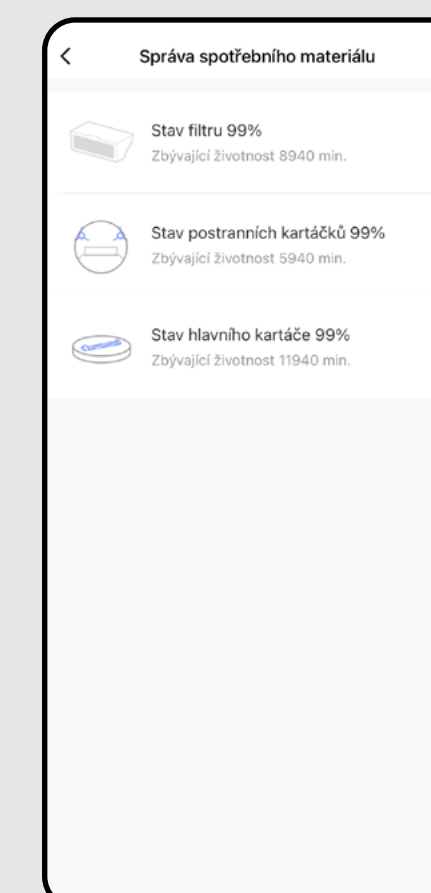 Správa spotřebního materiálu
Stav filtru 99%
Zbývající životnost 8940 min.
Stav postranních kartáčků 99%
Zbývající životnost 5940 min.
Stav hlavního kartáče 99%
Zbývající životnost 11940 min.